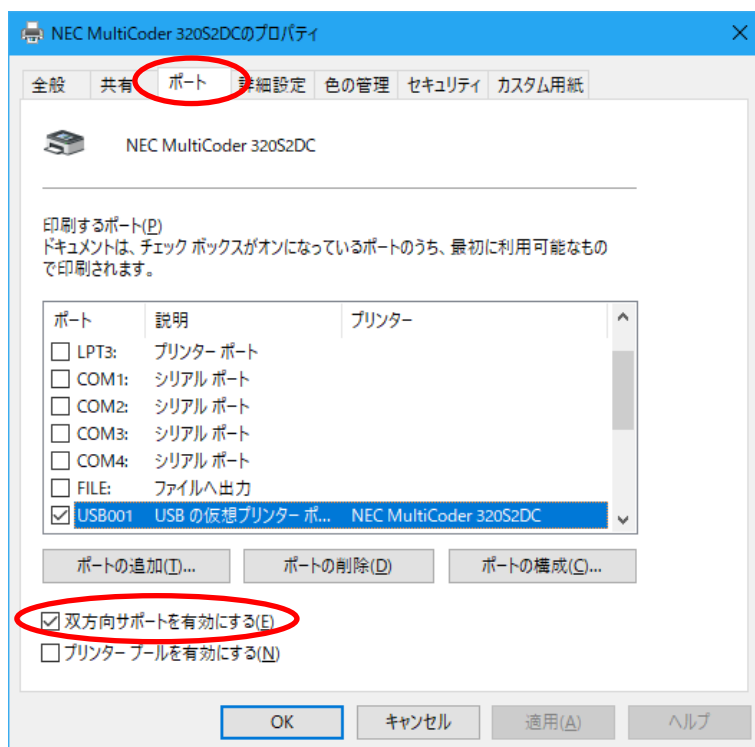 NEC MultiCoder 320S2DCのプロパティ
全般 共有 ポート 詳細設定 色の管理 セキュリティ カスタム用紙
NEC MultiCoder 320S2DC
印刷するポート(P)
ドキュメントは、チェック ボックスがオンになっているポートのうち、最初に利用可能なもの
で印刷されます。
ポート 説明 プリンター
LPT3: プリンター ポート
COM1: シリアル ポート
COM2: シリアル ポート
COM3: シリアル ポート
COM4: シリアル ポート
FILE: ファイルへ出力
USB001 USB の仮想プリンター ポ... NEC MultiCoder 320S2DC
ポートの追加(T)... ポートの削除(D) ポートの構成(C)...
双方向サポートを有効にする(E)
プリンター プールを有効にする(N)
OK キャンセル 適用(A) ヘルプ